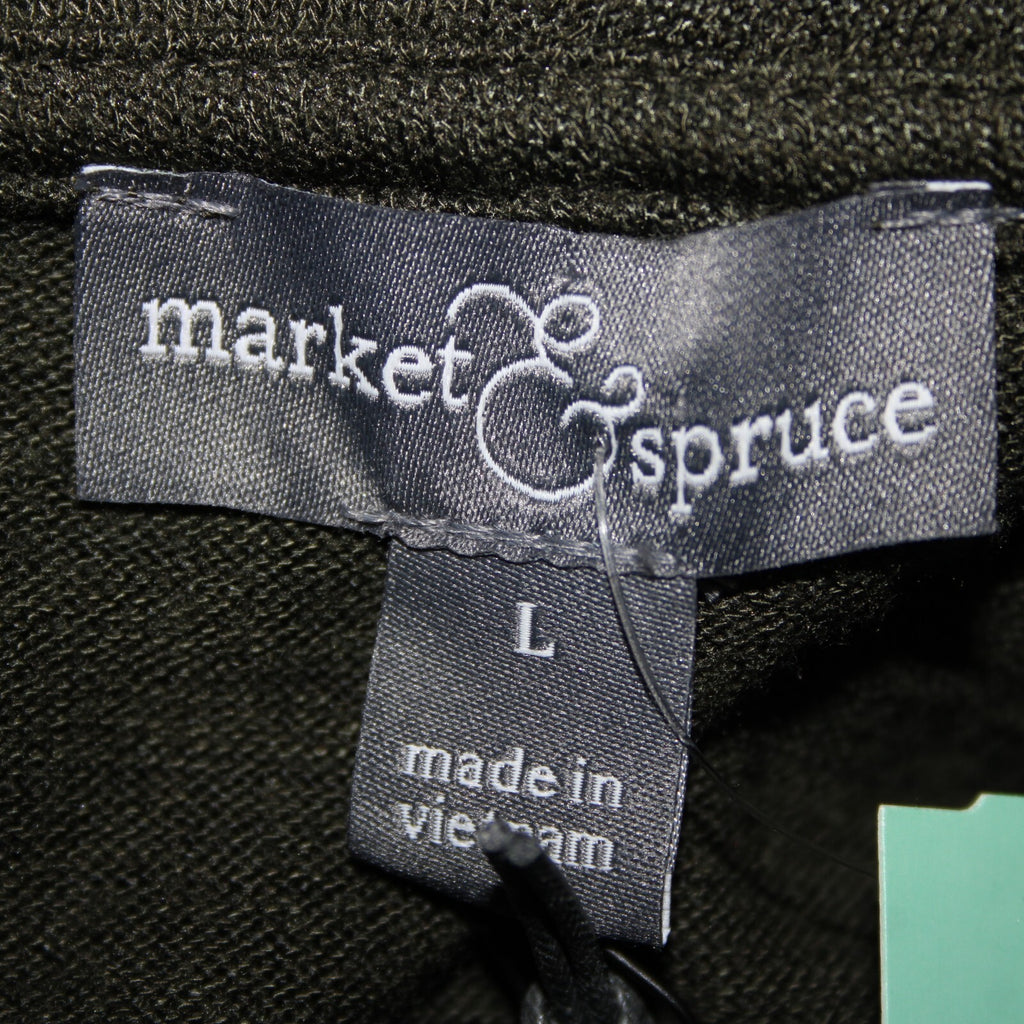 market & spruce
L
made in
vietnam